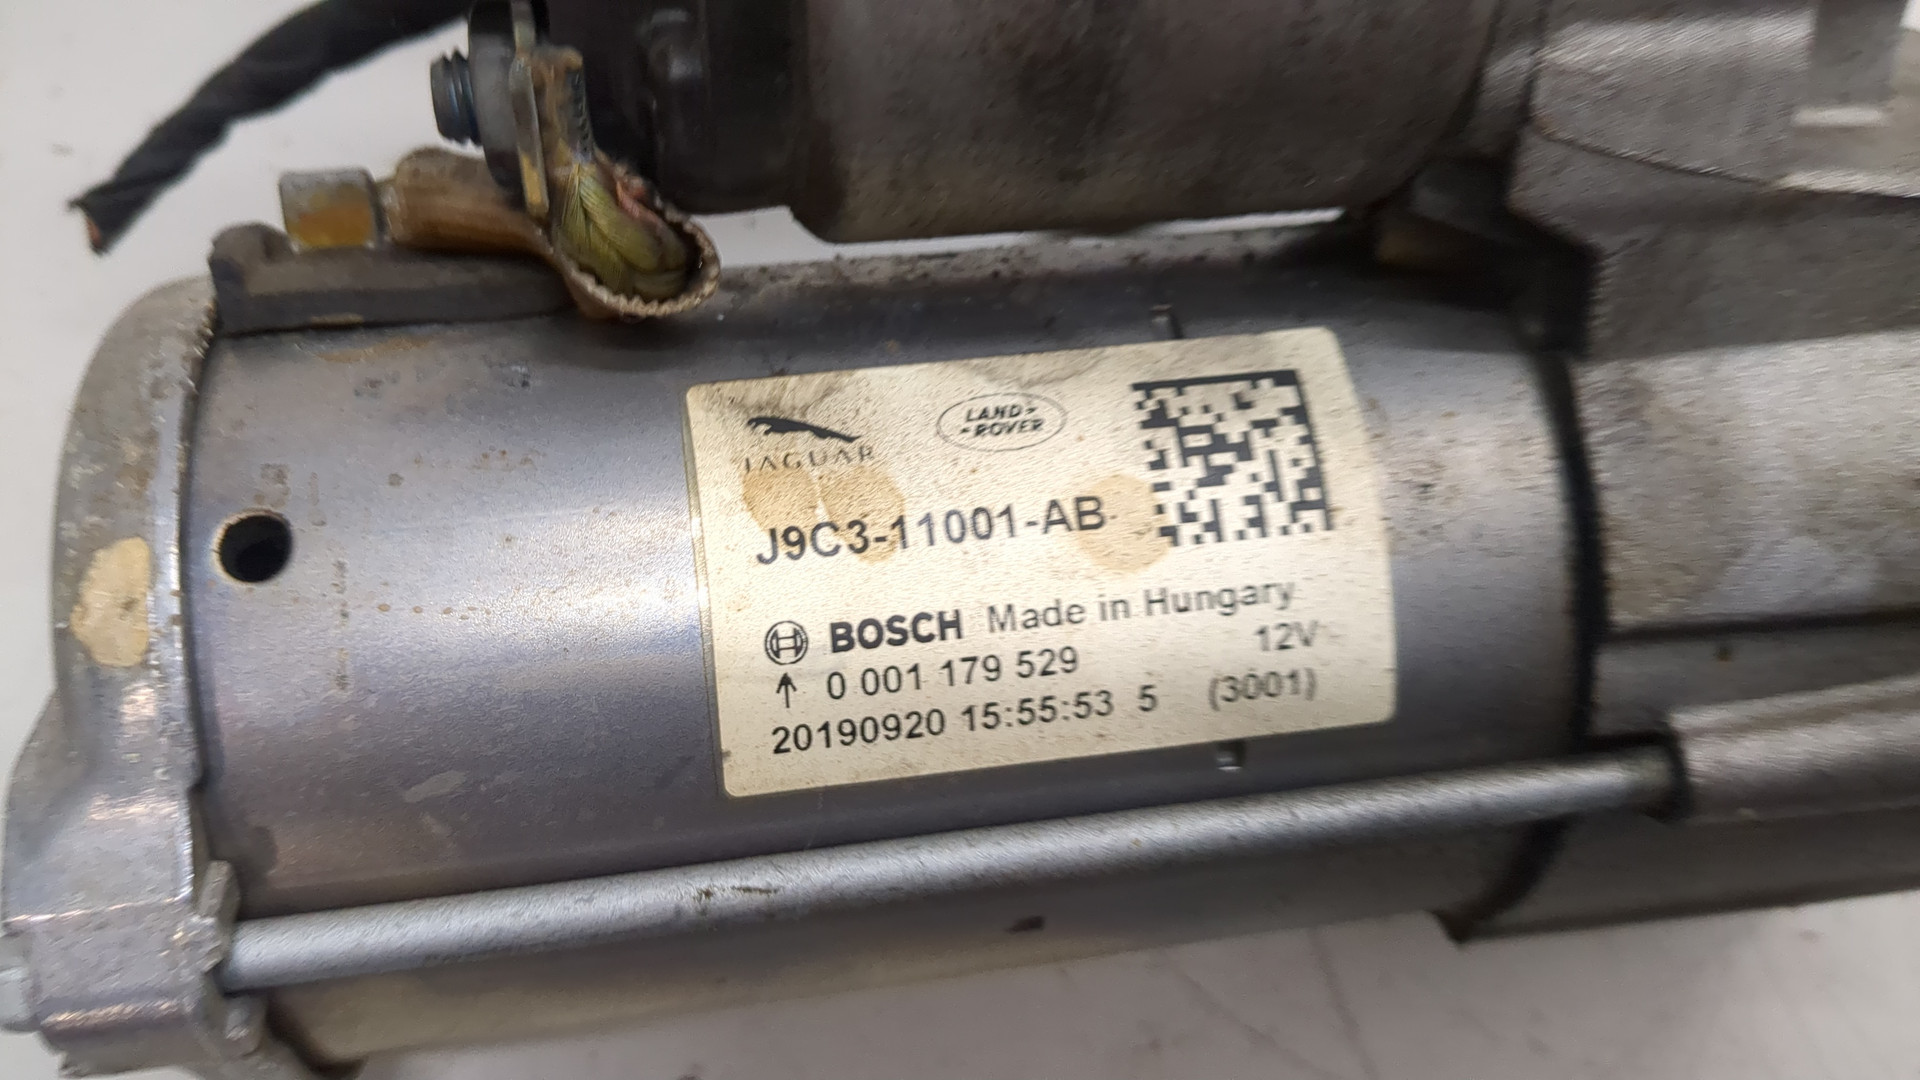 JAGUAR
LAND-
-ROVER
J9C3-11001-AB
BOSCH Made in Hungary
0 001 179 529 12V
20190920 15:55:53 5 (3001)